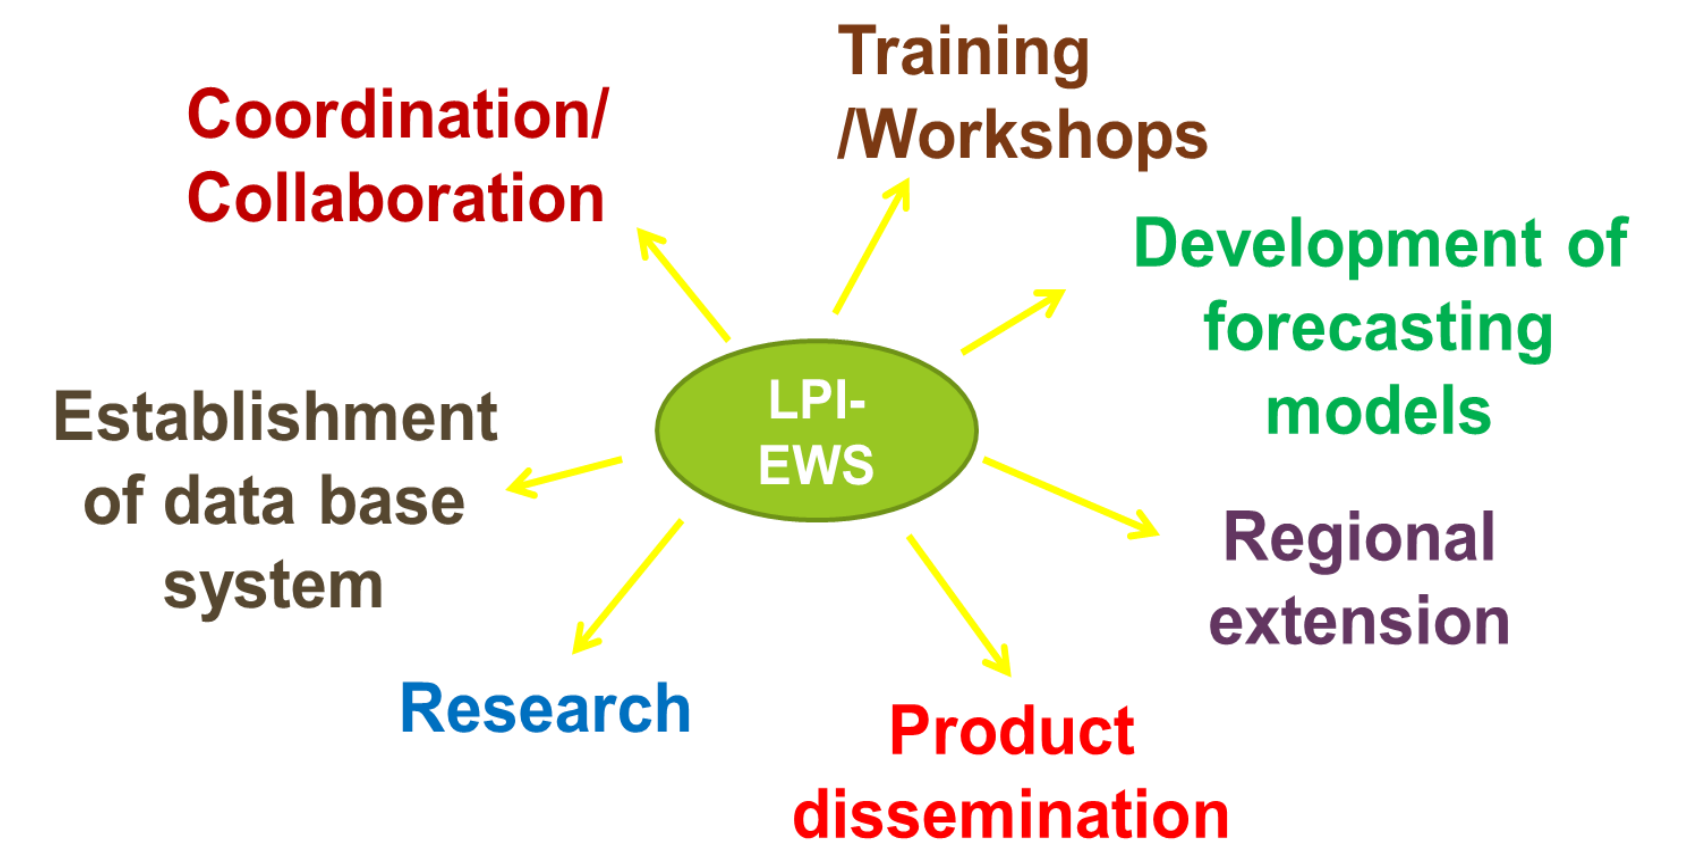 Training
/Workshops
Coordination/
Collaboration
Development of
forecasting
models
LPI-
EWS
Establishment
of data base
system
Regional
extension
Research
Product
dissemination